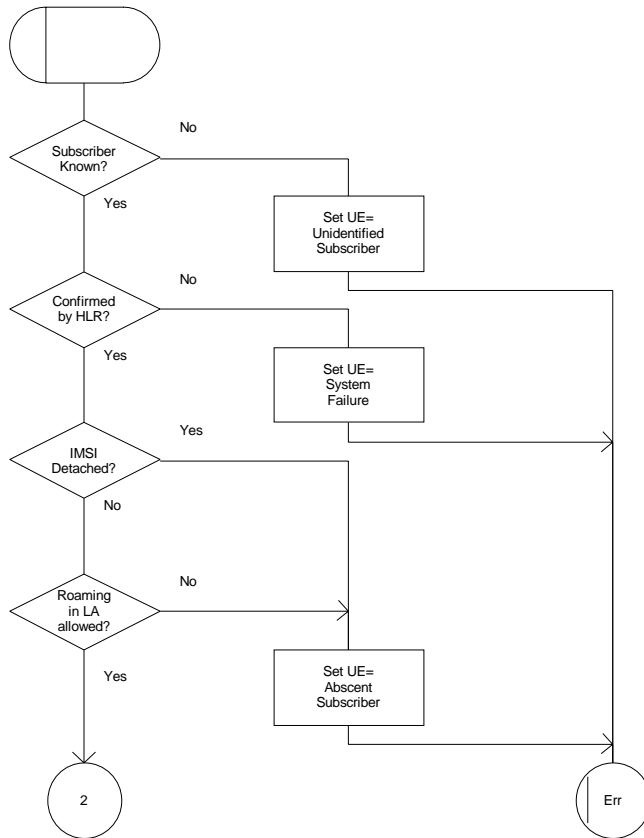 No
Subscriber
Known?
Yes
Set UE=
Unidentified
Subscriber
No
Confirmed
by HLR?
Yes
Set UE=
System
Failure
Yes
IMSI
Detached?
No
No
Roaming
in LA
allowed?
Yes
Set UE=
Abscent
Subscriber
2
Err